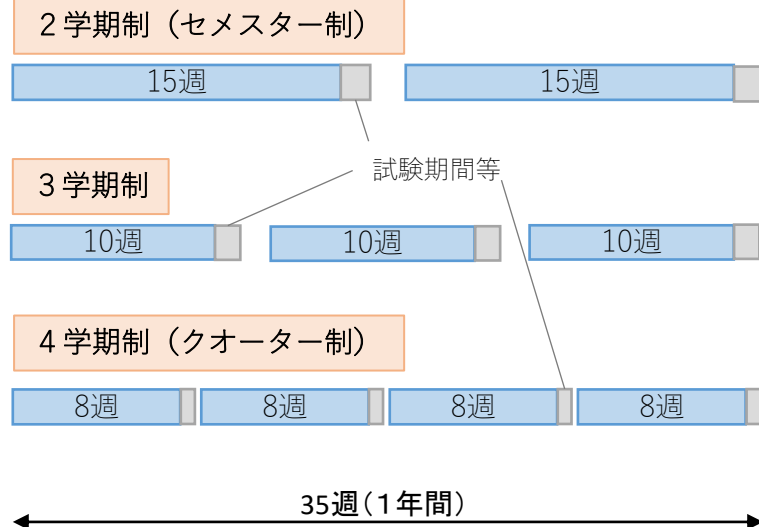 ２学期制（セメスター制）
15週
15週
試験期間等
３学期制
10週
10週
10週
４学期制（クオーター制）
8週
8週
8週
8週
35週（１年間）